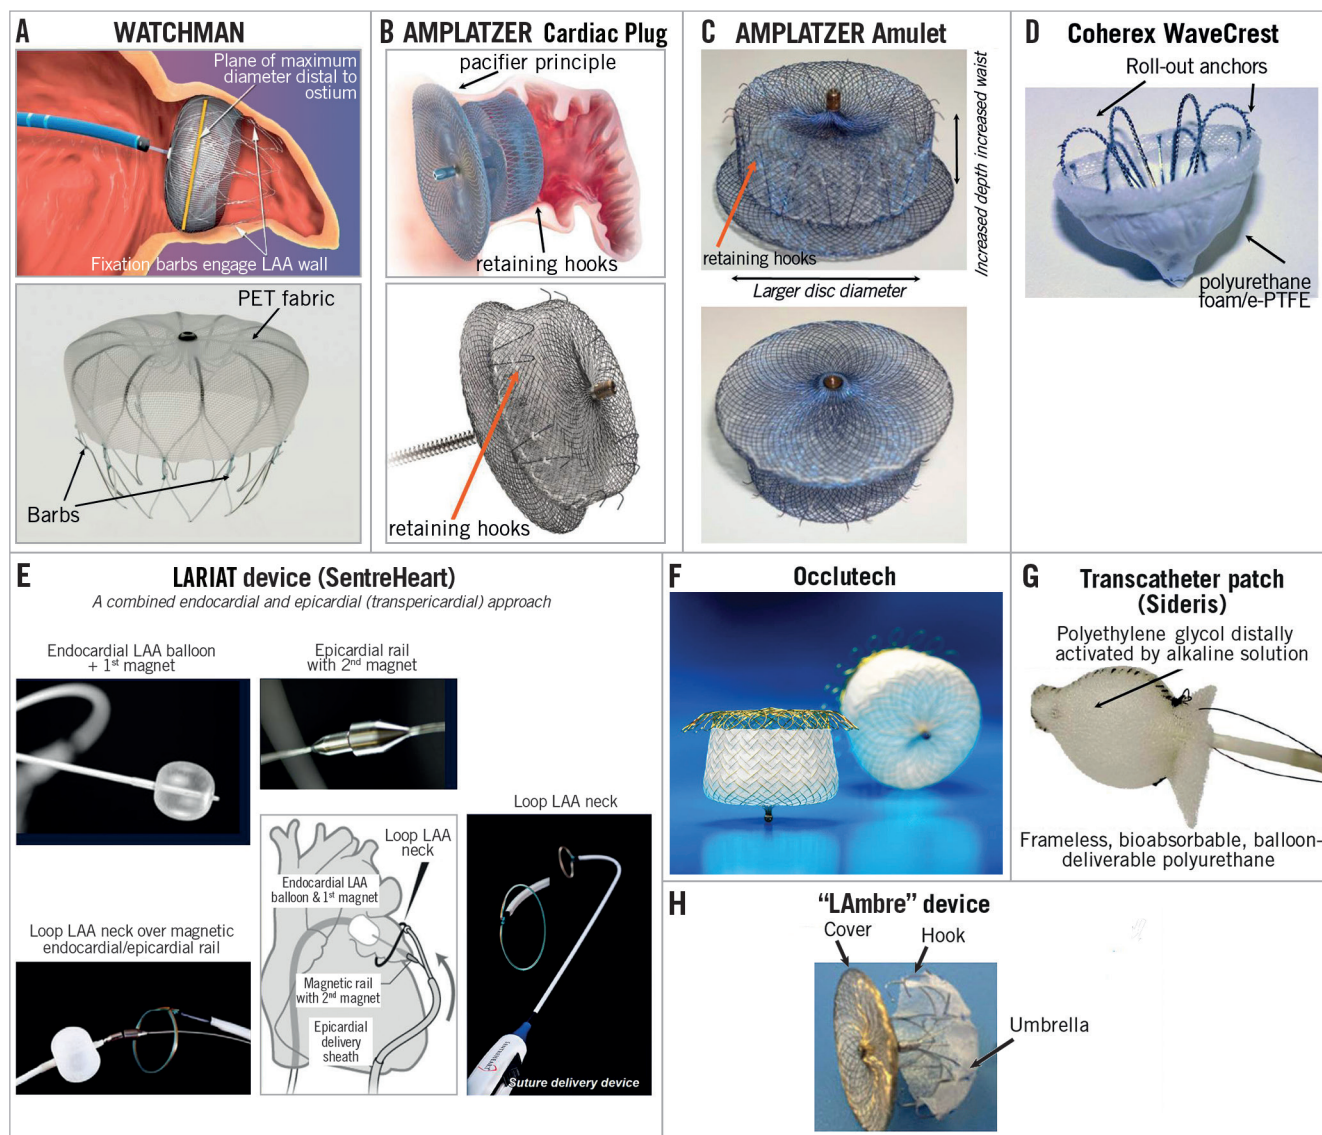 A
WATCHMAN
Plane of maximum
diameter distal to
ostium
Fixation barbs engage LAA wall
PET fabric
Barbs
B
AMPLATZER Cardiac Plug
pacifier principle
retaining hooks
retaining hooks
C
AMPLATZER Amulet
Increased depth increased waist
retaining hooks
Larger disc diameter
D
Coherex WaveCrest
Roll-out anchors
polyurethane
foam/e-PTFE
E
LARIAT device (SentreHeart)
A combined endocardial and epicardial (transpericardial) approach
Endocardial LAA balloon
+ 1st magnet
Epicardial rail
with 2nd magnet
Loop LAA neck
Loop LAA
neck
Endocardial LAA
balloon & 1st magnet
Magnetic rail
with 2nd magnet
Epicardial
delivery
sheath
Loop LAA neck over magnetic
endocardial/epicardial rail
SENTREHEART
Suture delivery device
F
Occlutech
G
Transcatheter patch
(Sideris)
Polyethylene glycol distally
activated by alkaline solution
Frameless, bioabsorbable, balloon-
deliverable polyurethane
H
“LAmbre” device
Cover
Hook
Umbrella